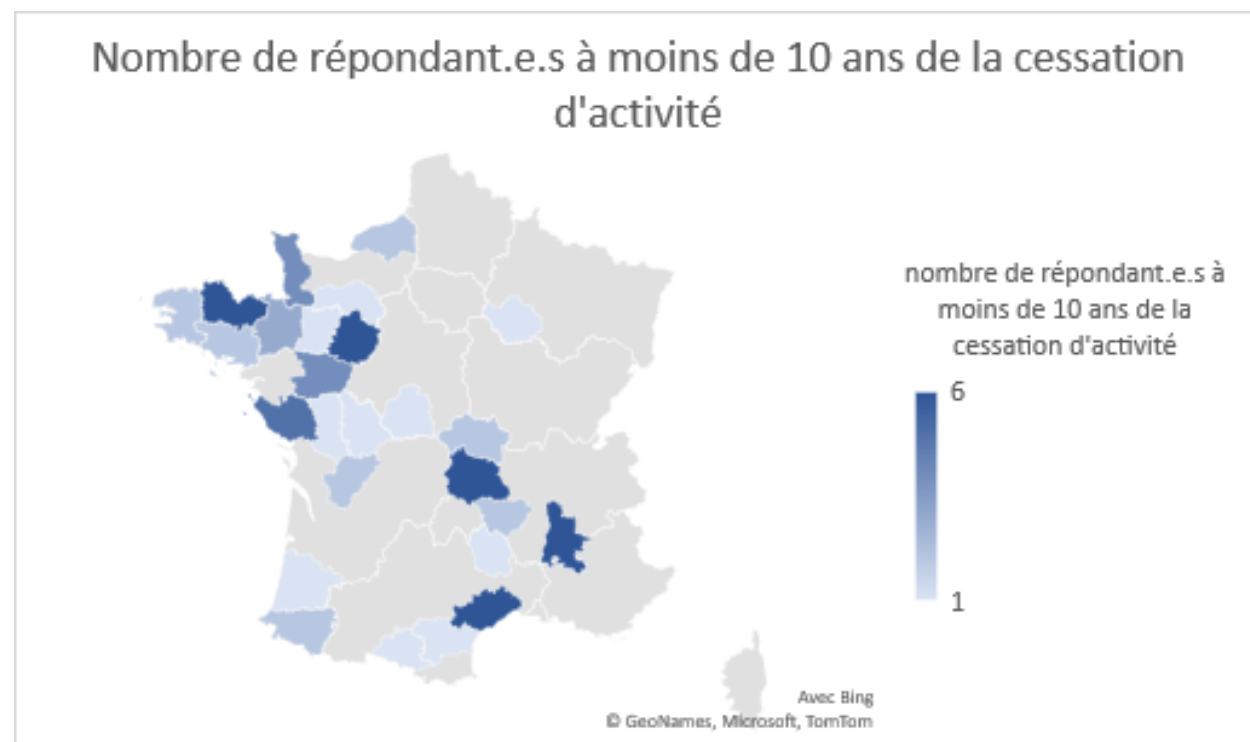 Nombre de répondant.e.s à moins de 10 ans de la cessation
d'activité
nombre de répondant.e.s à
moins de 10 ans de la
cessation d'activité
6
1
Avec Bing
© GeoNames, Microsoft, TomTom